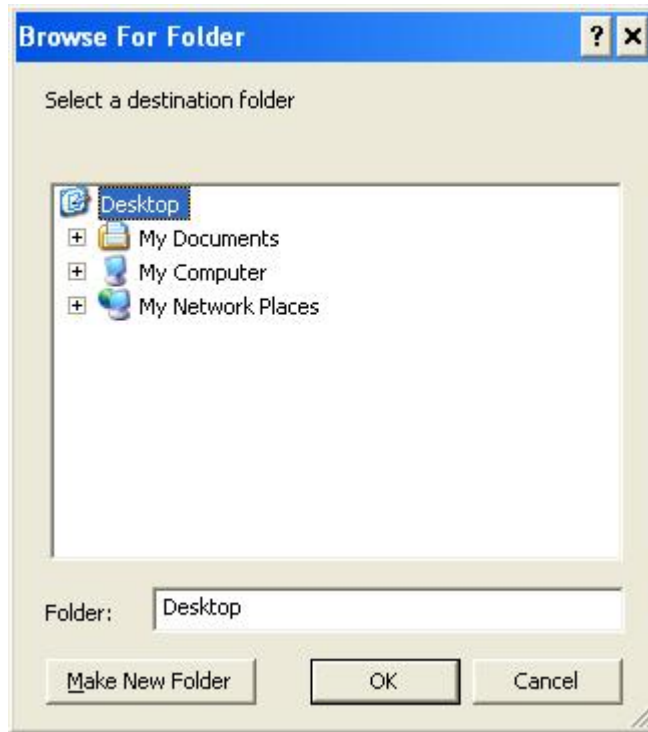 Browse For Folder
Select a destination folder
Desktop
My Documents
My Computer
My Network Places
Folder: Desktop
Make New Folder OK Cancel